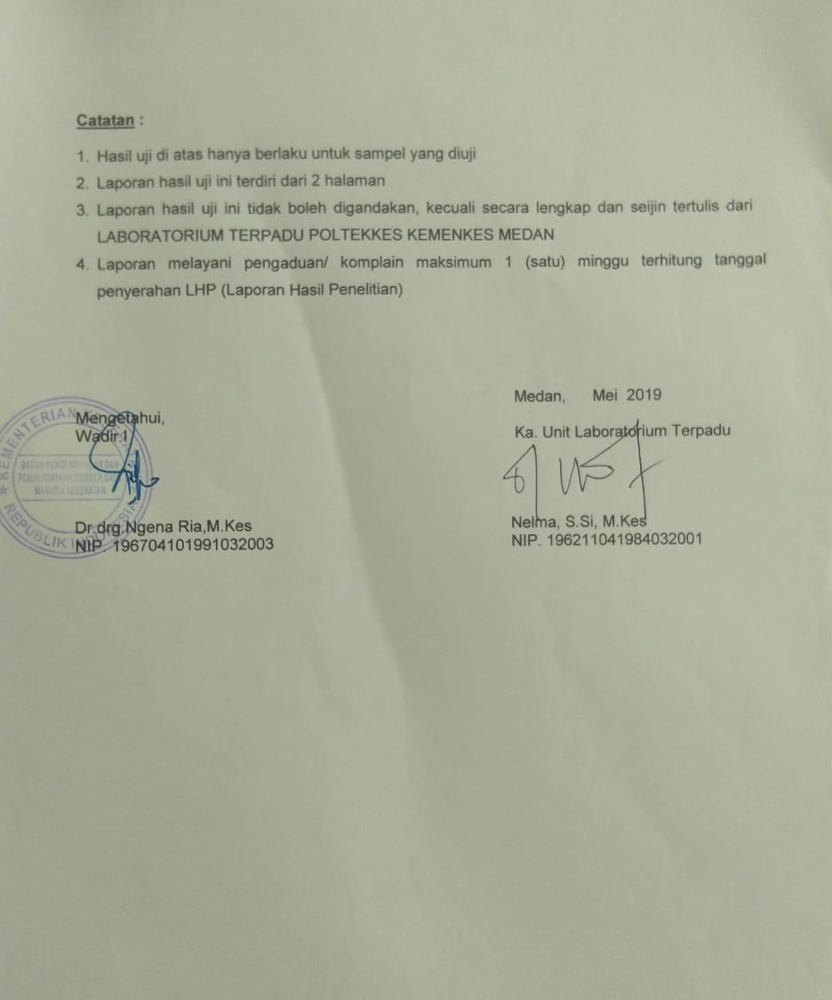 Catatan :
1. Hasil uji di atas hanya berlaku untuk sampel yang diuji
2. Laporan hasil uji ini terdiri dari 2 halaman
3. Laporan hasil uji ini tidak boleh digandakan, kecuali secara lengkap dan seijin tertulis dari
LABORATORIUM TERPADU POLTEKKES KEMENKES MEDAN
4. Laporan melayani pengaduan/ komplain maksimum 1 (satu) minggu terhitung tanggal
penyerahan LHP (Laporan Hasil Penelitian)
Medan, Mei 2019
Mengetahui,
Wadir I
Ka. Unit Laboratorium Terpadu
KEMENTERIAN
BADAN PENGEMBANGAN DAN
PEMBERDAYAAN SUMBER DAYA
MANUSIA KESEHATAN
REPUBLIK INDONESIA
Dr.drg.Ngena Ria,M.Kes
NIP. 196704101991032003
Nelma, S.Si, M.Kes
NIP. 196211041984032001